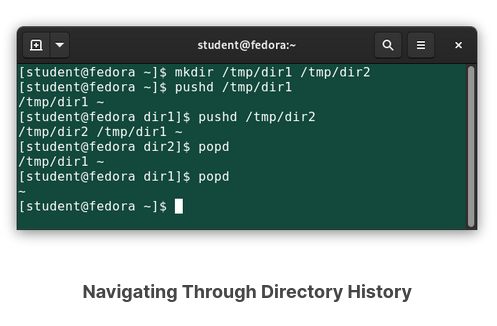 student@fedora:~
[student@fedora ~]$ mkdir /tmp/dir1 /tmp/dir2
[student@fedora ~]$ pushd /tmp/dir1
/tmp/dir1 ~
[student@fedora dir1]$ pushd /tmp/dir2
/tmp/dir2 /tmp/dir1 ~
[student@fedora dir2]$ popd
/tmp/dir1 ~
[student@fedora dir1]$ popd
~
[student@fedora ~]$
Navigating Through Directory History